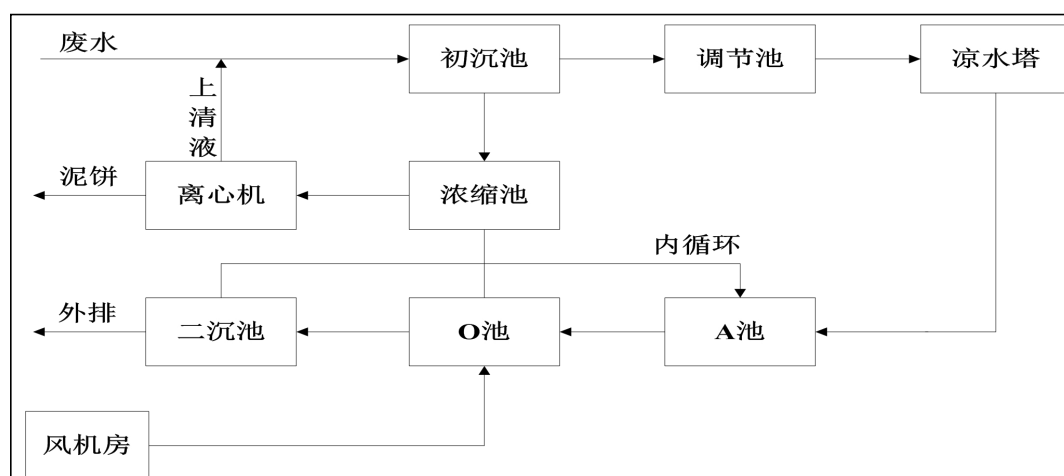 废水
初沉池
调节池
凉水塔
上清液
泥饼
离心机
浓缩池
内循环
外排
二沉池
O池
A池
风机房